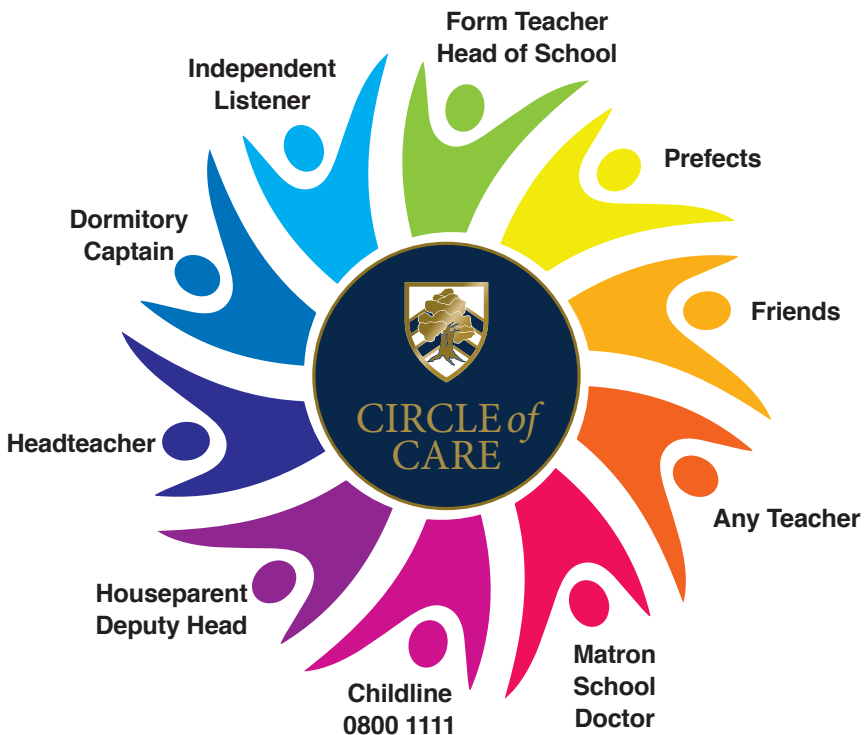 Form Teacher
Head of School
Independent
Listener
Prefects
Dormitory
Captain
Friends
CIRCLE of
CARE
Headteacher
Any Teacher
Houseparent
Deputy Head
Matron
School
Doctor
Childline
0800 1111